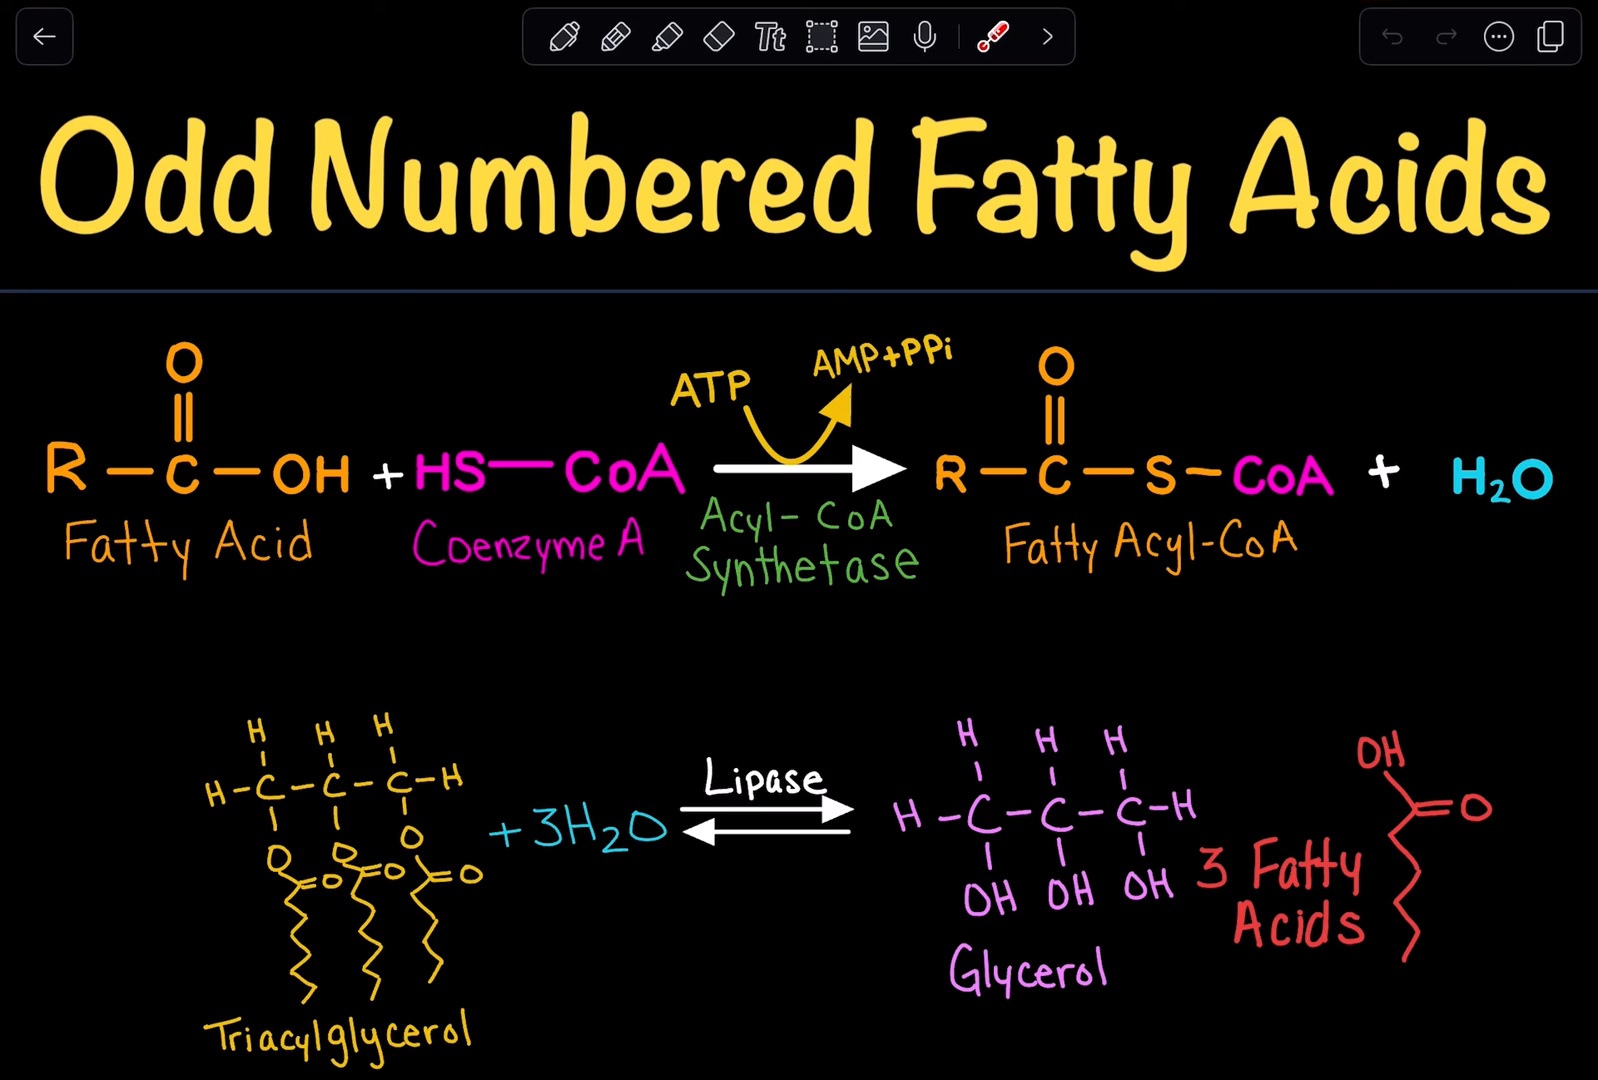 Tt
Odd Numbered Fatty Acids
O
ATP
AMP+PPi
O
R - C - OH + HS - CoA
R - C - S - CoA + H₂O
Fatty Acid
Coenzyme A
Acyl-CoA
Synthetase
Fatty Acyl-CoA
H H H
H - C - C - C - H
O O O
O O O
+ 3H₂O
Lipase
H H H
H - C - C - C - H
OH OH OH
3 Fatty
Acids
OH
O
Glycerol
Triacylglycerol